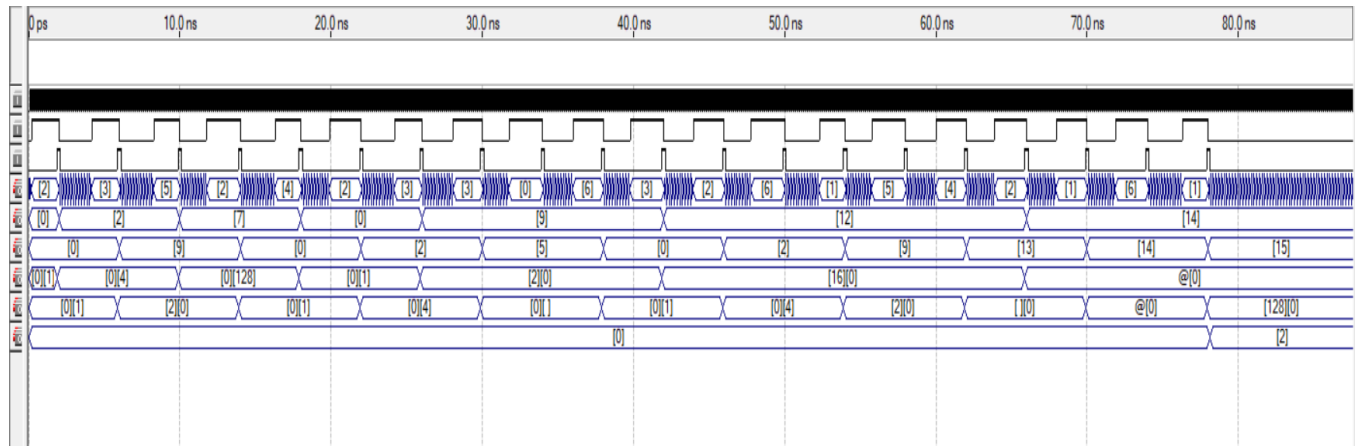 0 ps 10.0 ns 20.0 ns 30.0 ns 40.0 ns 50.0 ns 60.0 ns 70.0 ns 80.0 ns
[2] [3] [5] [2] [4] [2] [3] [3] [0] [6] [3] [2] [6] [1] [5] [4] [2] [1] [6] [1]
[0] [2] [7] [0] [9] [12] [14]
[0] [9] [0] [2] [5] [0] [2] [9] [13] [14] [15]
[0][1] [0][4] [0][128] [0][1] [2][0] [16][0] @[0]
[0][1] [2][0] [0][1] [0][4] [0][ ] [0][1] [0][4] [2][0] [ ][0] @[0] [128][0]
[0] [2]